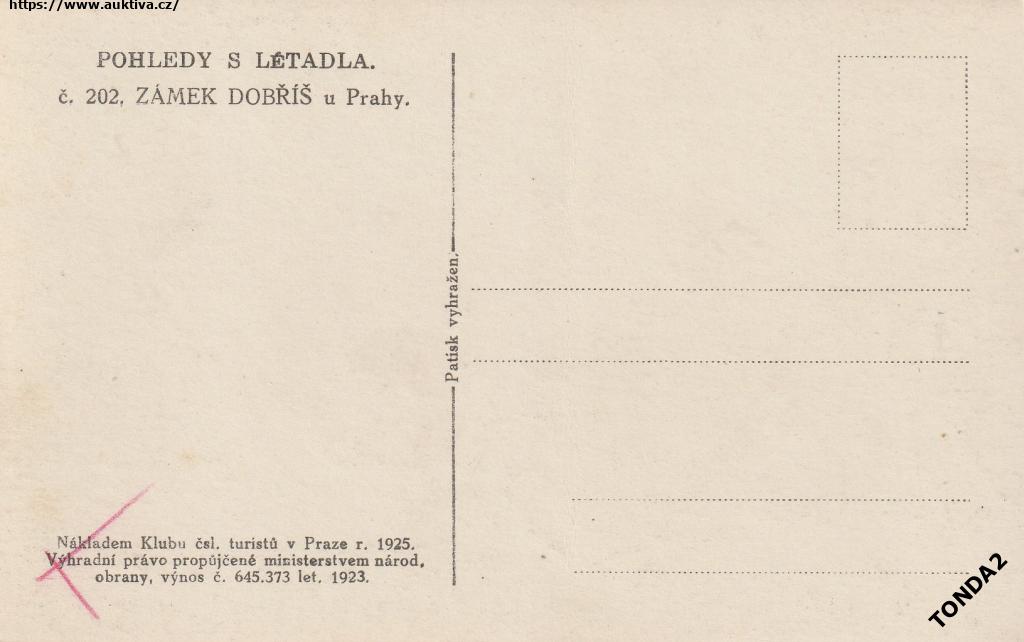 https://www.auktiva.cz/
POHLEDY S LÉTADLA.
č. 202. ZÁMEK DOBŘÍŠ u Prahy.
Patisk vyhražen.
Nákladem Klubu čsl. turistů v Praze r. 1925.
Výhradní právo propůjčené ministerstvem národ.
obrany, výnos č. 645.373 let. 1923.
TONDA2